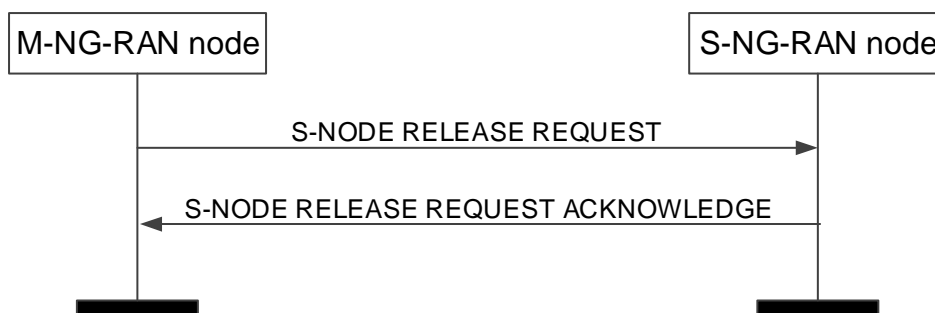 M-NG-RAN node
S-NG-RAN node
S-NODE RELEASE REQUEST
S-NODE RELEASE REQUEST ACKNOWLEDGE